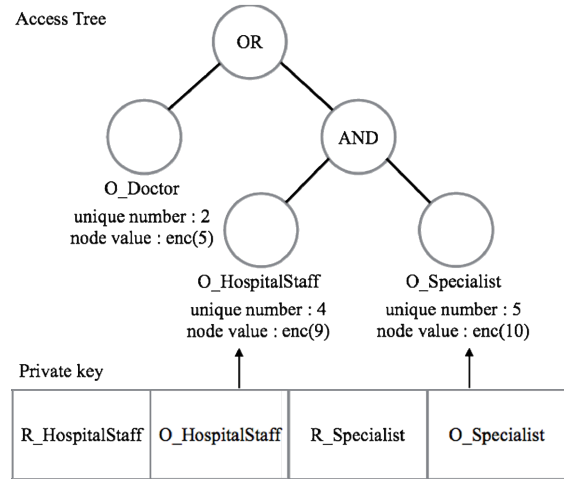 Access Tree
OR
AND
O_Doctor
unique number : 2
node value : enc(5)
O_HospitalStaff
unique number : 4
node value : enc(9)
O_Specialist
unique number : 5
node value : enc(10)
Private key
R_HospitalStaff
O_HospitalStaff
R_Specialist
O_Specialist